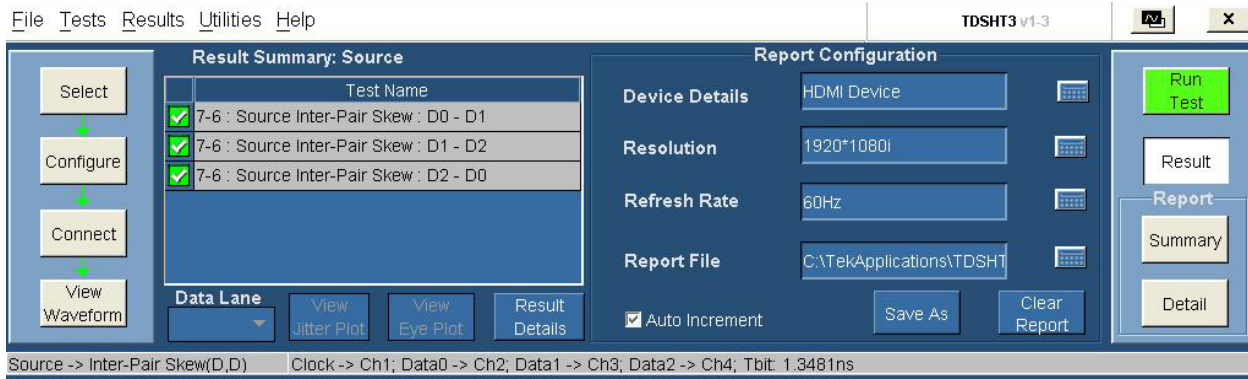 File Tests Results Utilities Help
TDSHT3 v1-3
x
Select
Configure
Connect
View
Waveform
Result Summary: Source
Test Name
7-6 : Source Inter-Pair Skew : D0 - D1
7-6 : Source Inter-Pair Skew : D1 - D2
7-6 : Source Inter-Pair Skew : D2 - D0
Data Lane
View
Jitter Plot
View
Eye Plot
Result
Details
Report Configuration
Device Details
HDMI Device
Resolution
1920*1080i
Refresh Rate
60Hz
Report File
C:\TekApplications\TDSHT
Auto Increment
Save As
Clear
Report
Run
Test
Result
Report
Summary
Detail
Source -> Inter-Pair Skew(D,D) Clock -> Ch1; Data0 -> Ch2; Data1 -> Ch3; Data2 -> Ch4; Tbit: 1.3481ns